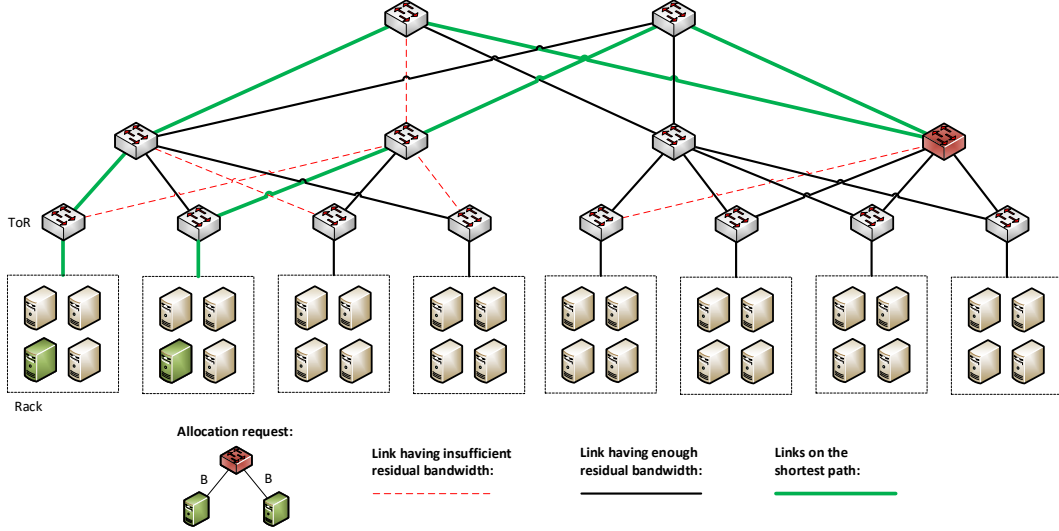 ToR
Rack
Allocation request:
B B
Link having insufficient
residual bandwidth:
Link having enough
residual bandwidth:
Links on the
shortest path: